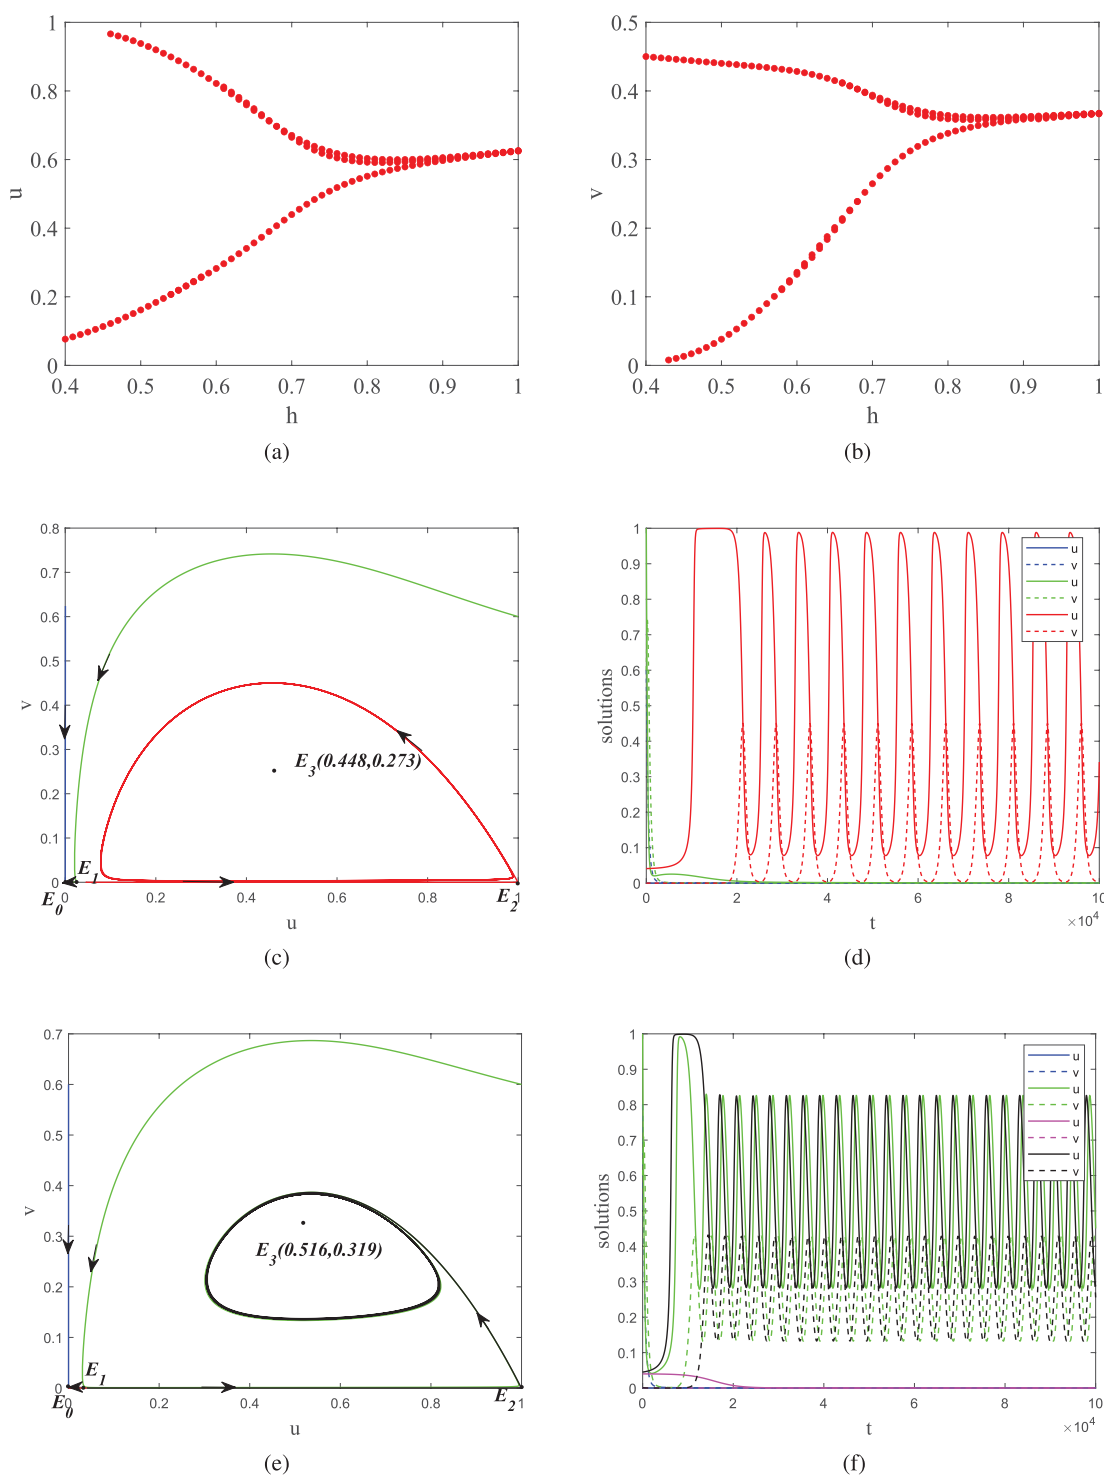 1
0.8
0.6
0.4
0.2
0
0.4 0.5 0.6 0.7 0.8 0.9 1
u
h
(a)
0.5
0.4
0.3
0.2
0.1
0
0.4 0.5 0.6 0.7 0.8 0.9 1
v
h
(b)
0.8
0.7
0.6
0.5
0.4
0.3
0.2
0.1
0
0 0.2 0.4 0.6 0.8 1
v
u
E3(0.448,0.273)
E1
E0
E2
(c)
1
0.9
0.8
0.7
0.6
0.5
0.4
0.3
0.2
0.1
0
0 2 4 6 8 10
×10^4
solutions
t
u
v
u
v
u
v
(d)
0.7
0.6
0.5
0.4
0.3
0.2
0.1
0
0 0.2 0.4 0.6 0.8 1
v
u
E3(0.516,0.319)
E1
E0
E2
(e)
1
0.9
0.8
0.7
0.6
0.5
0.4
0.3
0.2
0.1
0
0 2 4 6 8 10
×10^4
solutions
t
u
v
u
v
u
v
u
v
(f)